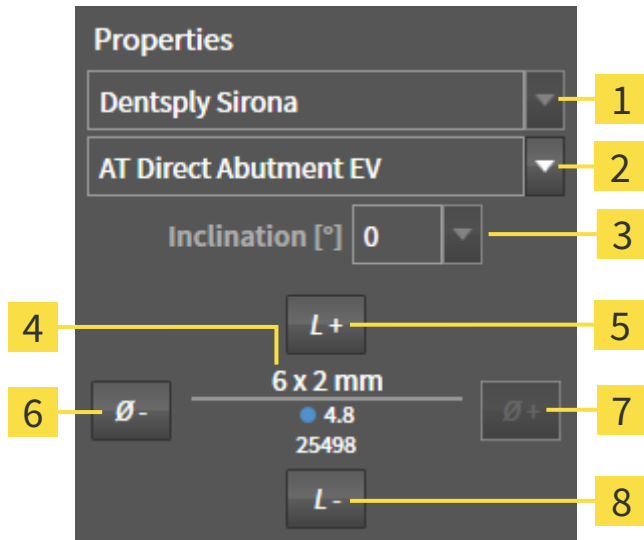 Properties
Dentsply Sirona
1
AT Direct Abutment EV
2
Inclination [°] 0
3
L +
5
4
6 x 2 mm
6
Ø -
4.8
Ø +
7
25498
L -
8